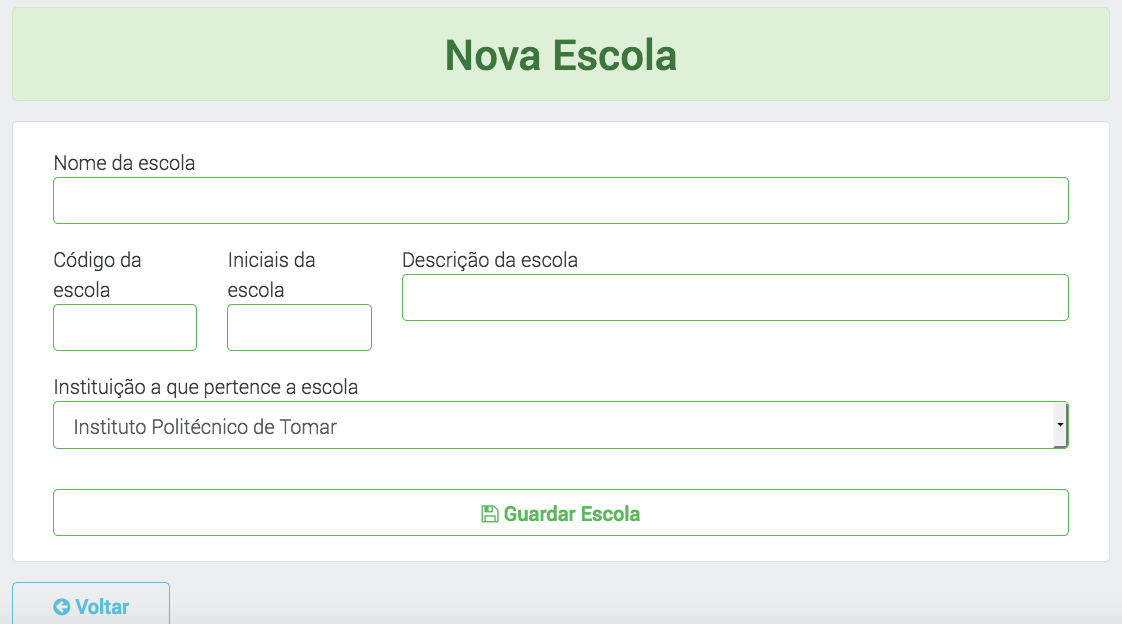 Nova Escola
Nome da escola
Código da
escola
Iniciais da
escola
Descrição da escola
Instituição a que pertence a escola
Instituto Politécnico de Tomar
Guardar Escola
Voltar